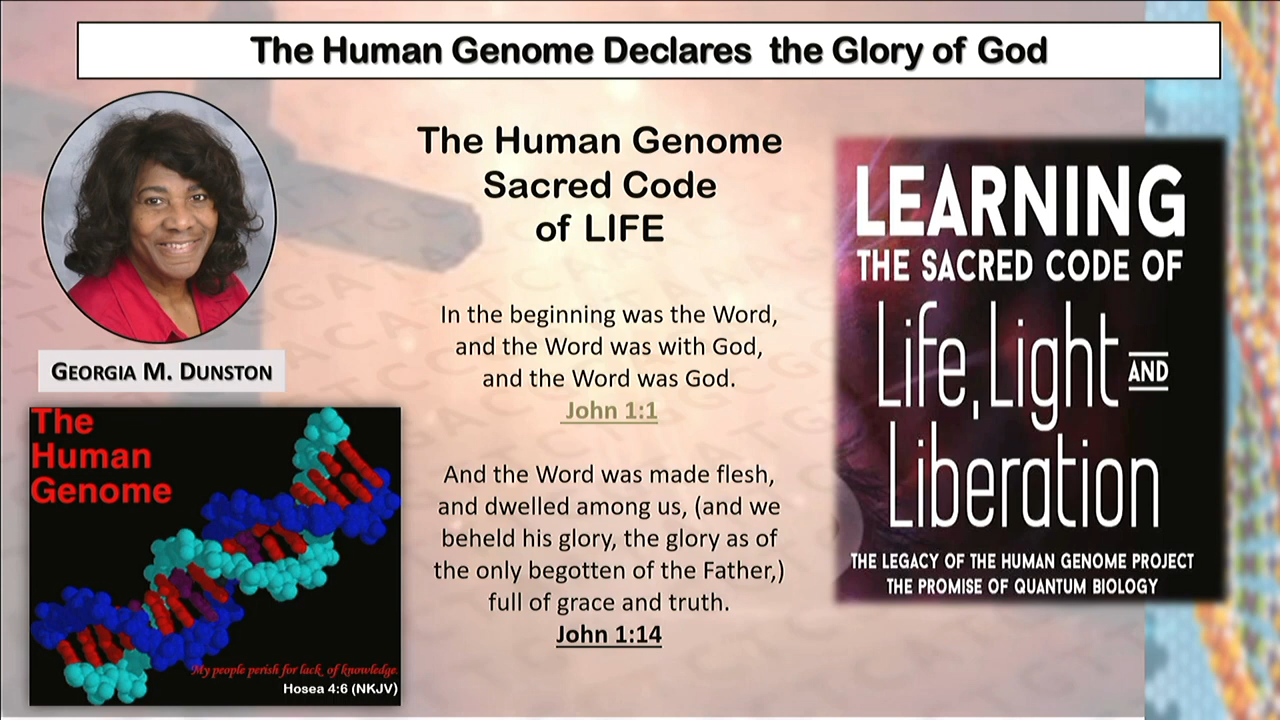 The Human Genome Declares the Glory of God
GEORGIA M. DUNSTON
The
Human
Genome
My people perish for lack of knowledge.
Hosea 4:6 (NKJV)
The Human Genome
Sacred Code
of LIFE
In the beginning was the Word,
and the Word was with God,
and the Word was God.
John 1:1
And the Word was made flesh,
and dwelled among us, (and we
beheld his glory, the glory as of
the only begotten of the Father,)
full of grace and truth.
John 1:14
LEARNING
THE SACRED CODE OF
Life, Light AND
Liberation
THE LEGACY OF THE HUMAN GENOME PROJECT
THE PROMISE OF QUANTUM BIOLOGY